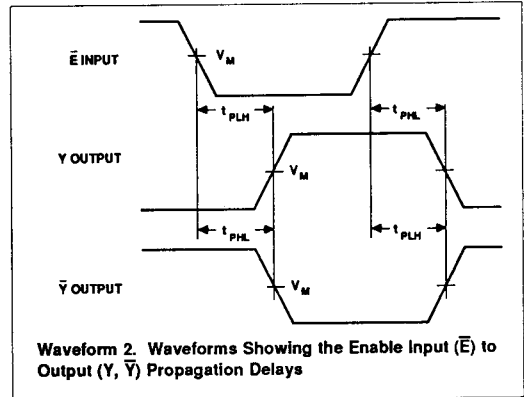 Ē INPUT
V_M
t_PLH
t_PHL
Y OUTPUT
V_M
t_PHL
t_PLH
Ȳ OUTPUT
V_M
Waveform 2. Waveforms Showing the Enable Input (Ē) to
Output (Y, Ȳ) Propagation Delays